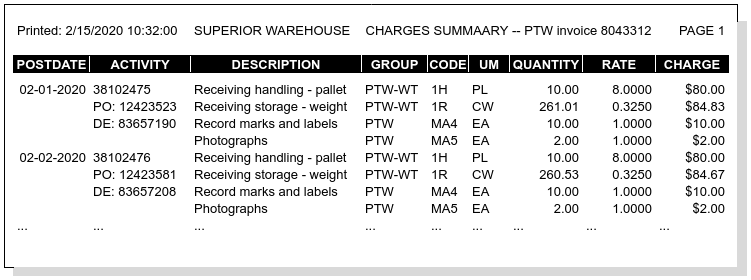 Printed: 2/15/2020 10:32:00 SUPERIOR WAREHOUSE CHARGES SUMMAARY -- PTW invoice 8043312 PAGE 1
POSTDATE ACTIVITY DESCRIPTION GROUP CODE UM QUANTITY RATE CHARGE
02-01-2020 38102475 Receiving handling - pallet PTW-WT 1H PL 10.00 8.0000 $80.00
PO: 12423523 Receiving storage - weight PTW-WT 1R CW 261.01 0.3250 $84.83
DE: 83657190 Record marks and labels PTW MA4 EA 10.00 1.0000 $10.00
Photographs PTW MA5 EA 2.00 1.0000 $2.00
02-02-2020 38102476 Receiving handling - pallet PTW-WT 1H PL 10.00 8.0000 $80.00
PO: 12423581 Receiving storage - weight PTW-WT 1R CW 260.53 0.3250 $84.67
DE: 83657208 Record marks and labels PTW MA4 EA 10.00 1.0000 $10.00
Photographs PTW MA5 EA 2.00 1.0000 $2.00
... ... ... ... ... ... ... ... ...